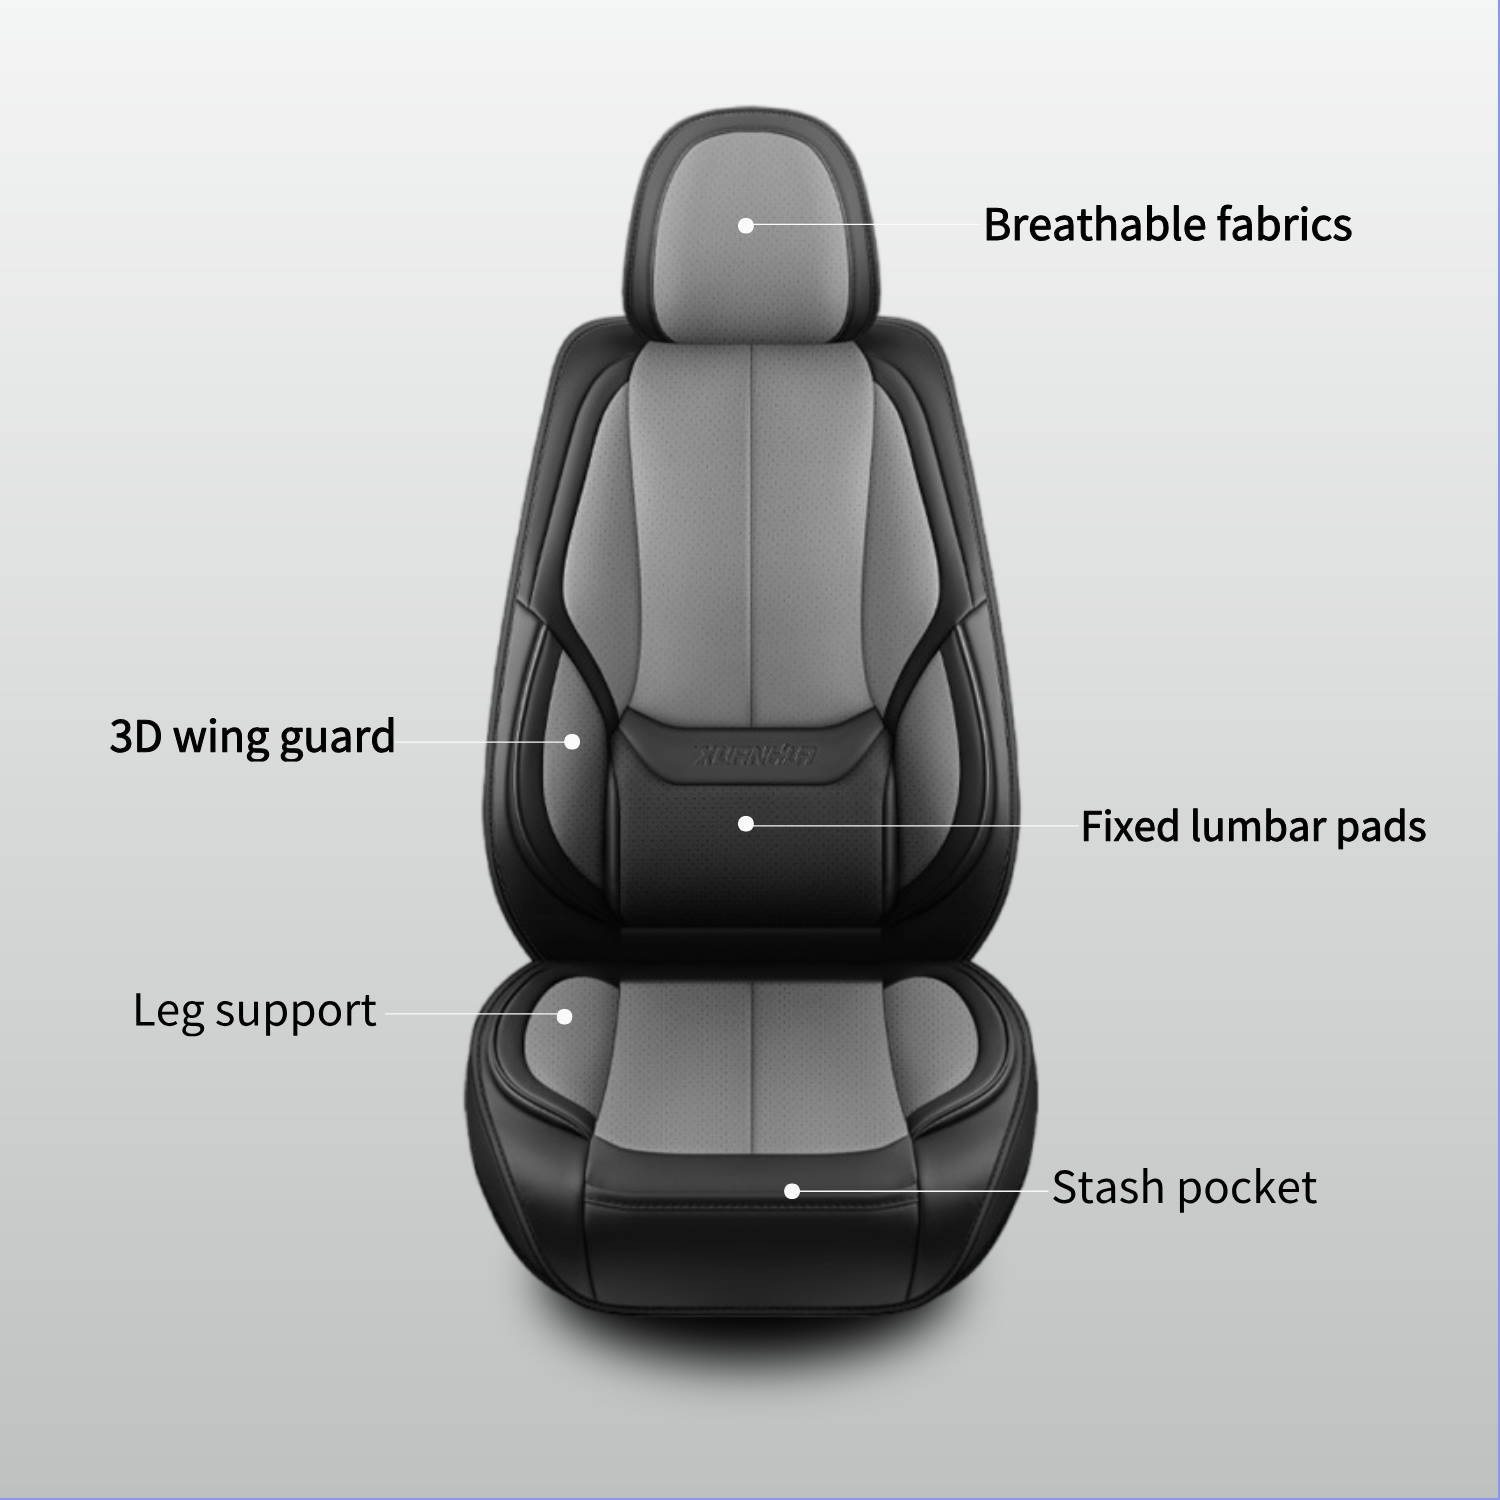 Breathable fabrics
3D wing guard
Fixed lumbar pads
Leg support
Stash pocket